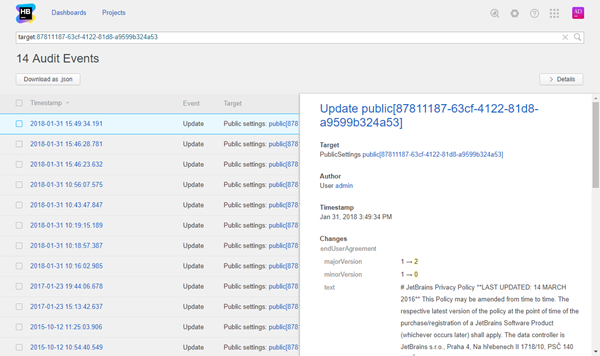 HB
Dashboards Projects
AD
target:87811187-63cf-4122-81d8-a9599b324a53
14 Audit Events
Download as .json
Details
Timestamp Event Target
2018-01-31 15:49:34.191 Update Public settings: public[878
2018-01-31 15:46:28.781 Update Public settings: public[878
2018-01-31 15:46:23.632 Update Public settings: public[878
2018-01-31 10:56:07.575 Update Public settings: public[878
2018-01-31 10:43:47.847 Update Public settings: public[878
2018-01-31 10:19:15.189 Update Public settings: public[878
2018-01-31 10:18:57.387 Update Public settings: public[878
2018-01-31 10:16:02.985 Update Public settings: public[878
2017-01-23 19:44:06.678 Update Public settings: public[878
2017-01-23 15:13:42.637 Update Public settings: public[878
2015-10-12 11:25:03.906 Update Public settings: public[878
2015-10-12 10:54:40.549 Update Public settings: public[878
Update public[87811187-63cf-4122-81d8-
a9599b324a53]
Target
PublicSettings public[87811187-63cf-4122-81d8-a9599b324a53]
Author
User admin
Timestamp
Jan 31, 2018 3:49:34 PM
Changes
endUserAgreement
majorVersion 1 → 2
minorVersion 1 → 0
text # JetBrains Privacy Policy **LAST UPDATED: 14 MARCH
2016** This Policy may be amended from time to time. The
respective latest version of the policy at the point of time of the
purchase/registration of a JetBrains Software Product
(whichever occurs later) shall apply. The data controller is
JetBrains s.r.o., Praha 4, Na hřebenech II 1718/10, PSČ 140